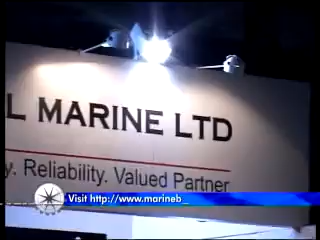 L MARINE LTD
y. Reliability. Valued Partner
Visit http://www.marineb_